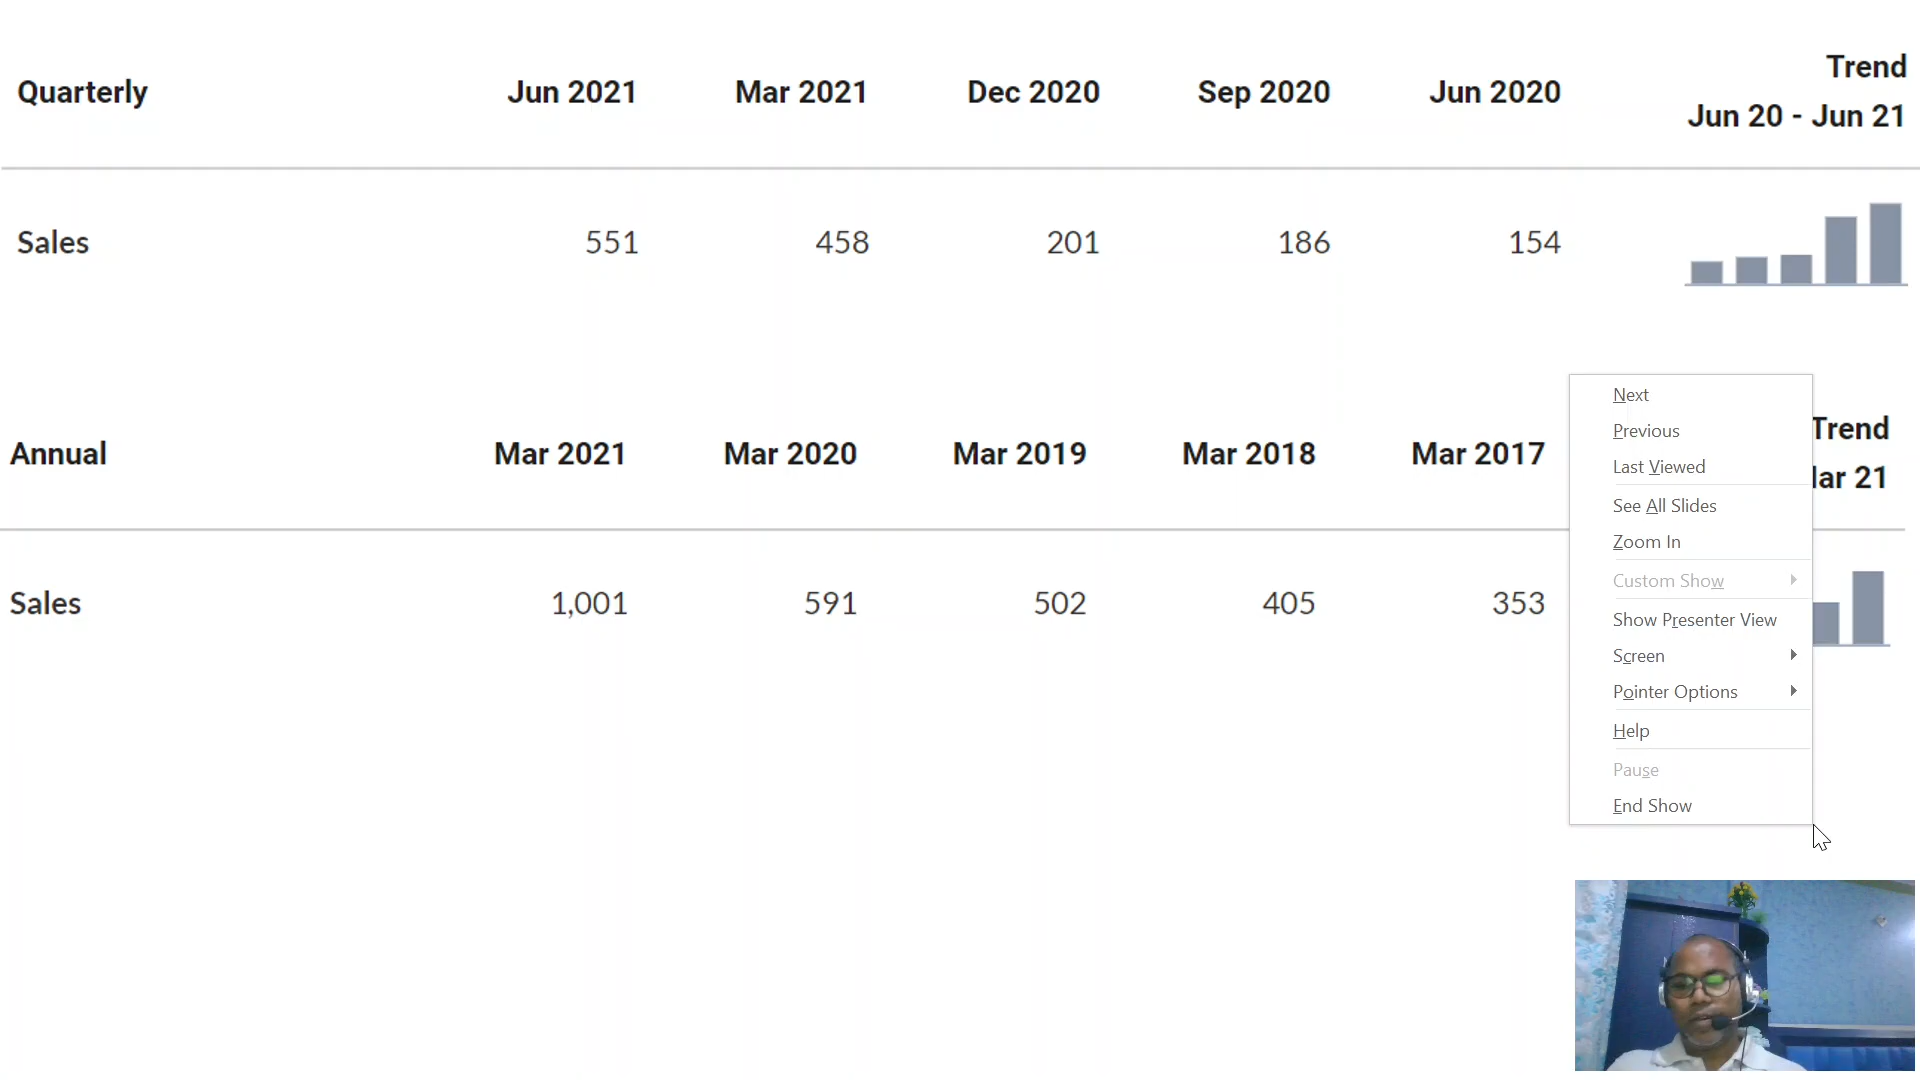 Quarterly Jun 2021 Mar 2021 Dec 2020 Sep 2020 Jun 2020 Trend
Jun 20 - Jun 21
Sales 551 458 201 186 154
Annual Mar 2021 Mar 2020 Mar 2019 Mar 2018 Mar 2017 Trend
21
Sales 1,001 591 502 405 353
Next
Previous
Last Viewed
See All Slides
Zoom In
Custom Show
Show Presenter View
Screen
Pointer Options
Help
Pause
End Show